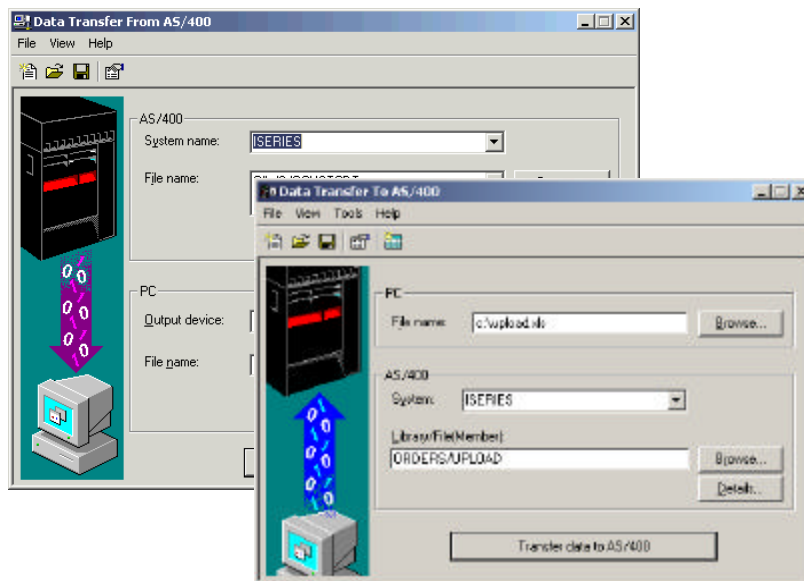 Data Transfer From AS/400
File View Help
AS/400
System name: ISERIES
File name:
PC
Output device:
File name:
Data Transfer To AS/400
File View Tools Help
PC
File name: c:\upload.xls Browse...
AS/400
System: ISERIES
Library/File(Member):
ORDERS/UPLOAD Browse...
Details...
Transfer data to AS/400